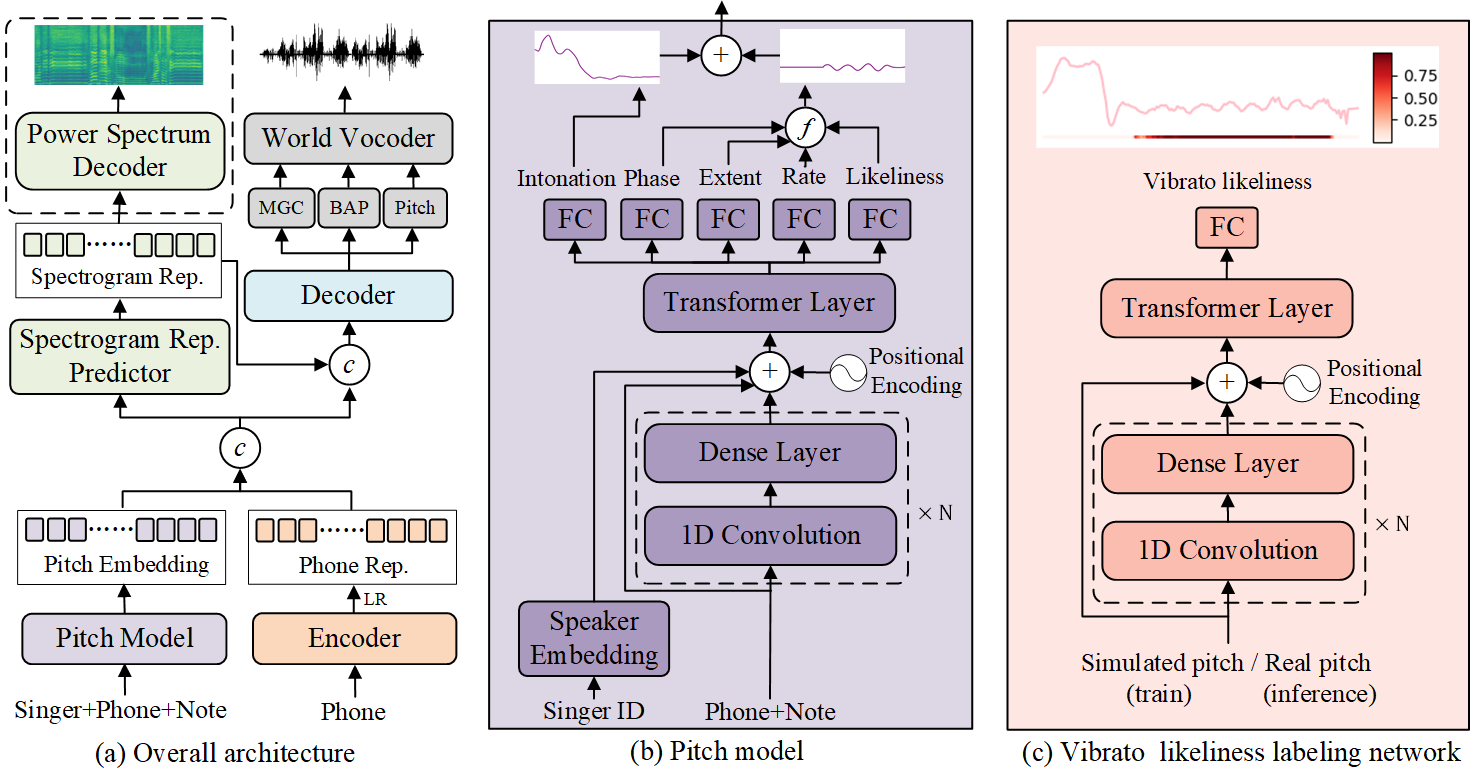 Power Spectrum
Decoder
World Vocoder
MGC
BAP
Pitch
Spectrogram Rep.
Decoder
Spectrogram Rep.
Predictor
c
c
Pitch Embedding
Phone Rep.
LR
Pitch Model
Encoder
Singer+Phone+Note
Phone
(a) Overall architecture
+
f
Intonation
Phase
Extent
Rate
Likeliness
FC
FC
FC
FC
FC
Transformer Layer
+
Positional
Encoding
Dense Layer
1D Convolution
× N
Speaker
Embedding
Singer ID
Phone+Note
(b) Pitch model
0.75
0.50
0.25
Vibrato likeliness
FC
Transformer Layer
+
Positional
Encoding
Dense Layer
1D Convolution
× N
Simulated pitch / Real pitch
(train) (inference)
(c) Vibrato likeliness labeling network